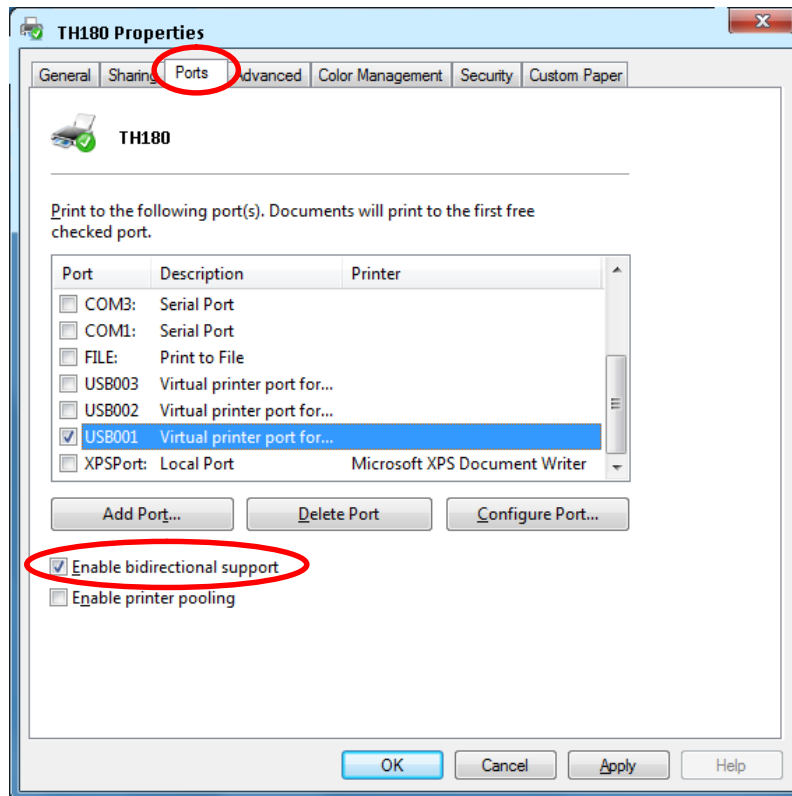 TH180 Properties
General Sharing Ports Advanced Color Management Security Custom Paper
TH180
Print to the following port(s). Documents will print to the first free
checked port.
Port Description Printer
COM3: Serial Port
COM1: Serial Port
FILE: Print to File
USB003 Virtual printer port for...
USB002 Virtual printer port for...
USB001 Virtual printer port for...
XPSPort: Local Port Microsoft XPS Document Writer
Add Port... Delete Port Configure Port...
Enable bidirectional support
Enable printer pooling
OK Cancel Apply Help